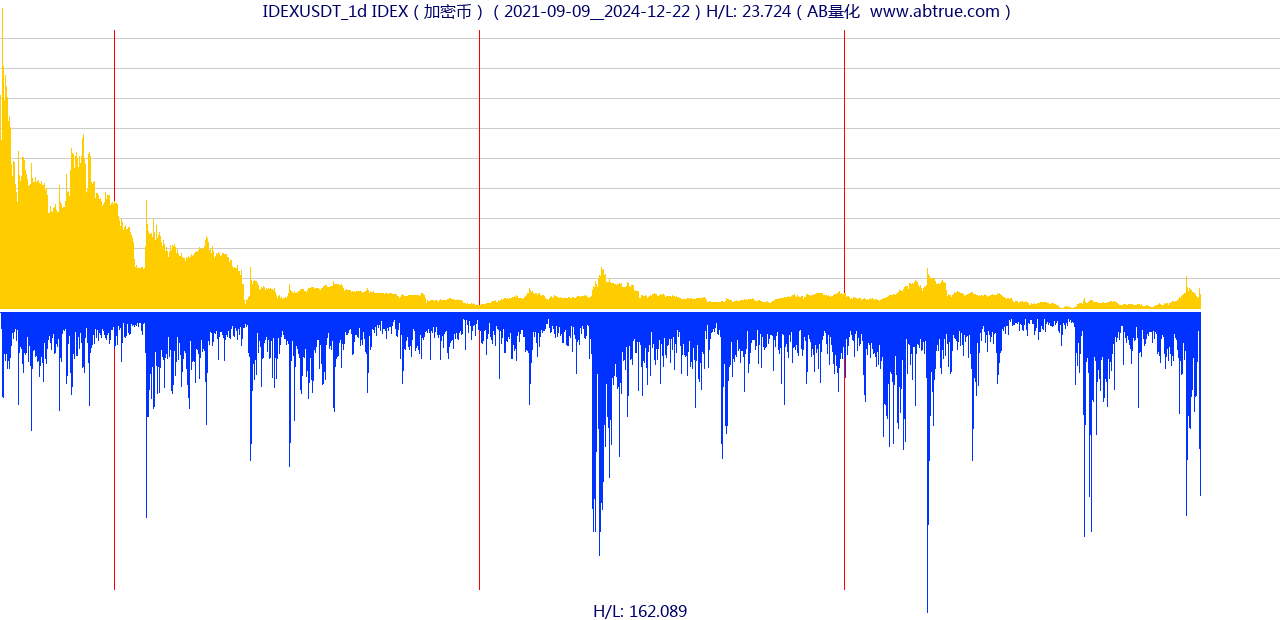 IDEXUSDT_1d IDEX ( 加密币 ) ( 2021-09-09__2024-12-22 ) H/L: 23.724 ( AB量化 www.abtrue.com )
H/L: 162.089